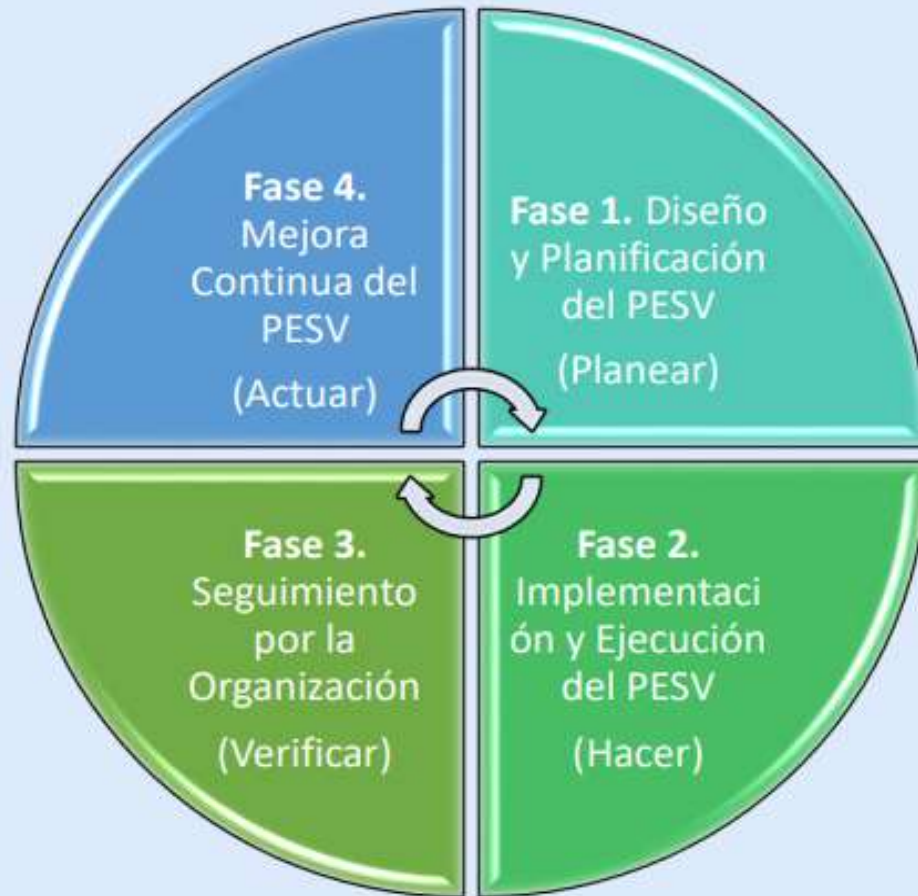 Fase 4.
Mejora
Continua del
PESV
(Actuar)
Fase 1. Diseño
y Planificación
del PESV
(Planear)
Fase 3.
Seguimiento
por la
Organización
(Verificar)
Fase 2.
Implementaci
ón y Ejecución
del PESV
(Hacer)